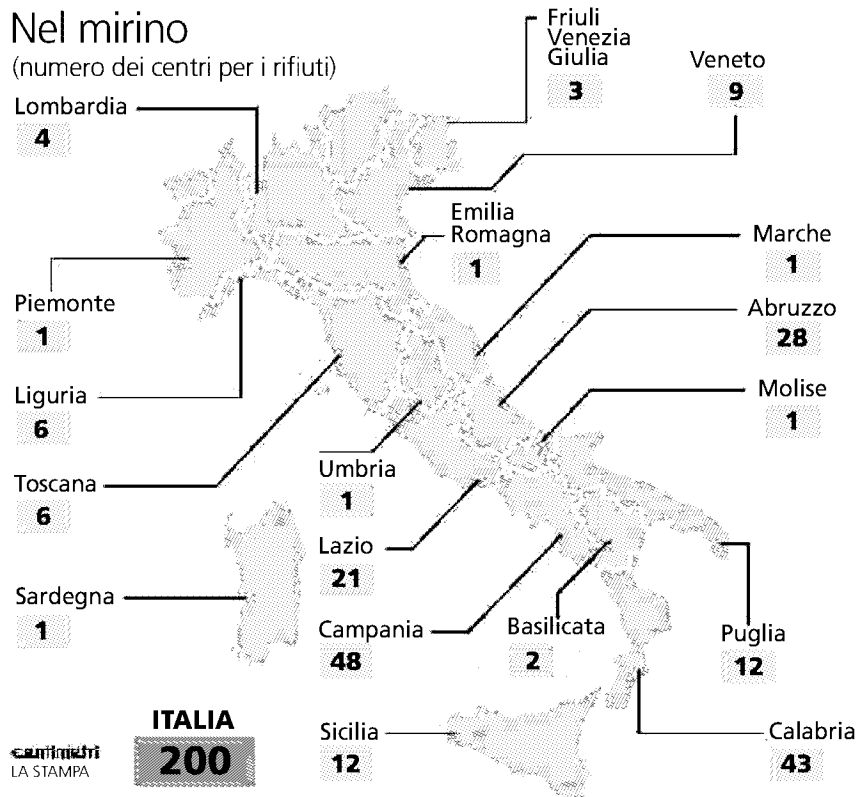 Nel mirino
(numero dei centri per i rifiuti)
Friuli
Venezia
Giulia
3
Veneto
9
Lombardia
4
Emilia
Romagna
1
Marche
1
Piemonte
1
Abruzzo
28
Liguria
6
Molise
1
Toscana
6
Umbria
1
Lazio
21
Sardegna
1
Campania
48
Basilicata
2
Puglia
12
ITALIA
200
Sicilia
12
Calabria
43
LA STAMPA